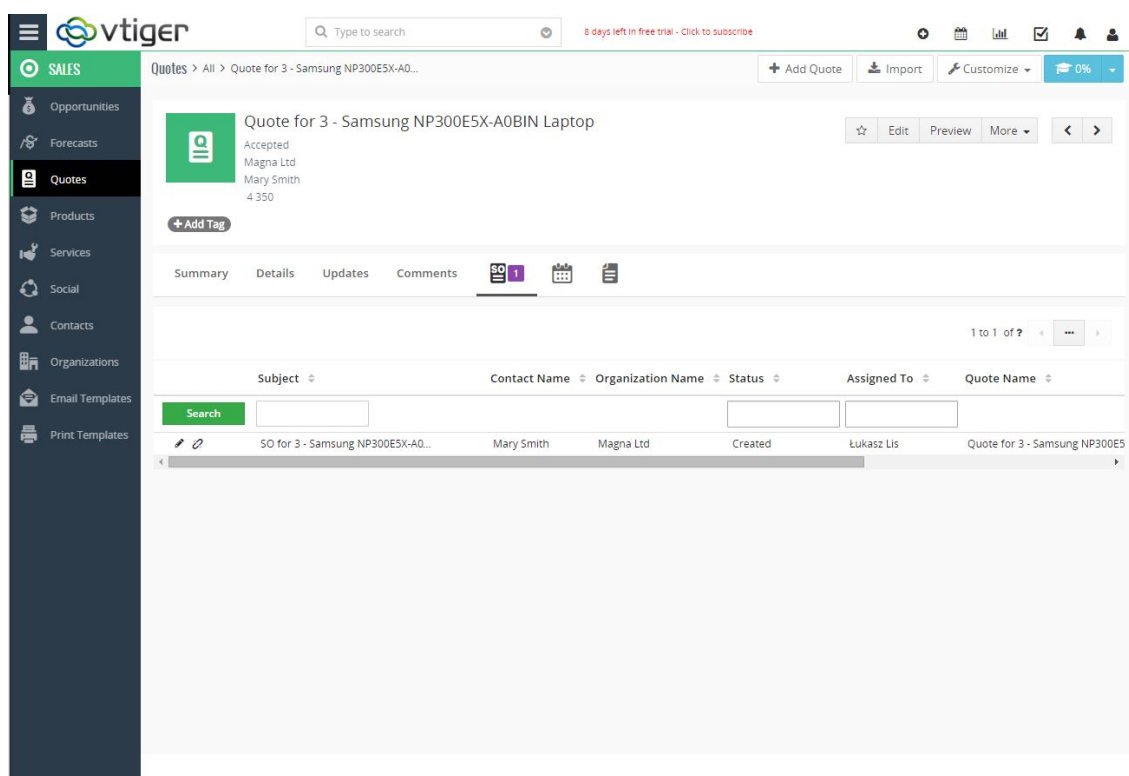 vtiger
Type to search
8 days left in free trial - Click to subscribe
SALES
Quotes > All > Quote for 3 - Samsung NP300E5X-A0...
+ Add Quote
Import
Customize
0%
Opportunities
Forecasts
Quotes
Products
Services
Social
Contacts
Organizations
Email Templates
Print Templates
Q
Quote for 3 - Samsung NP300E5X-A0BIN Laptop
Accepted
Magna Ltd
Mary Smith
4 350
+ Add Tag
Edit
Preview
More
Summary
Details
Updates
Comments
SO 1
1 to 1 of ?
...
Subject
Contact Name
Organization Name
Status
Assigned To
Quote Name
Search
SO for 3 - Samsung NP300E5X-A0...
Mary Smith
Magna Ltd
Created
Łukasz Lis
Quote for 3 - Samsung NP300E5